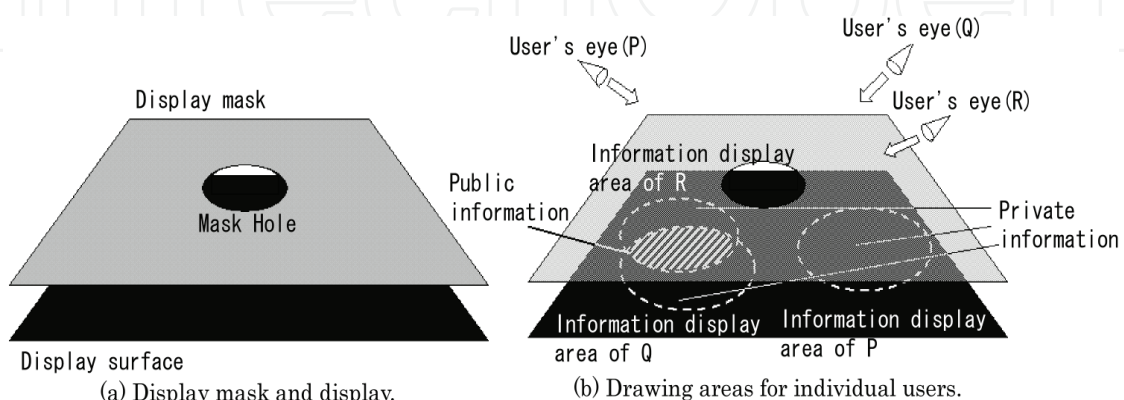 Display mask
Mask Hole
Display surface
(a) Display mask and display.
User's eye(P)
User's eye(Q)
User's eye(R)
Information display
area of R
Public
information
Private
information
Information display
area of Q
Information display
area of P
(b) Drawing areas for individual users.